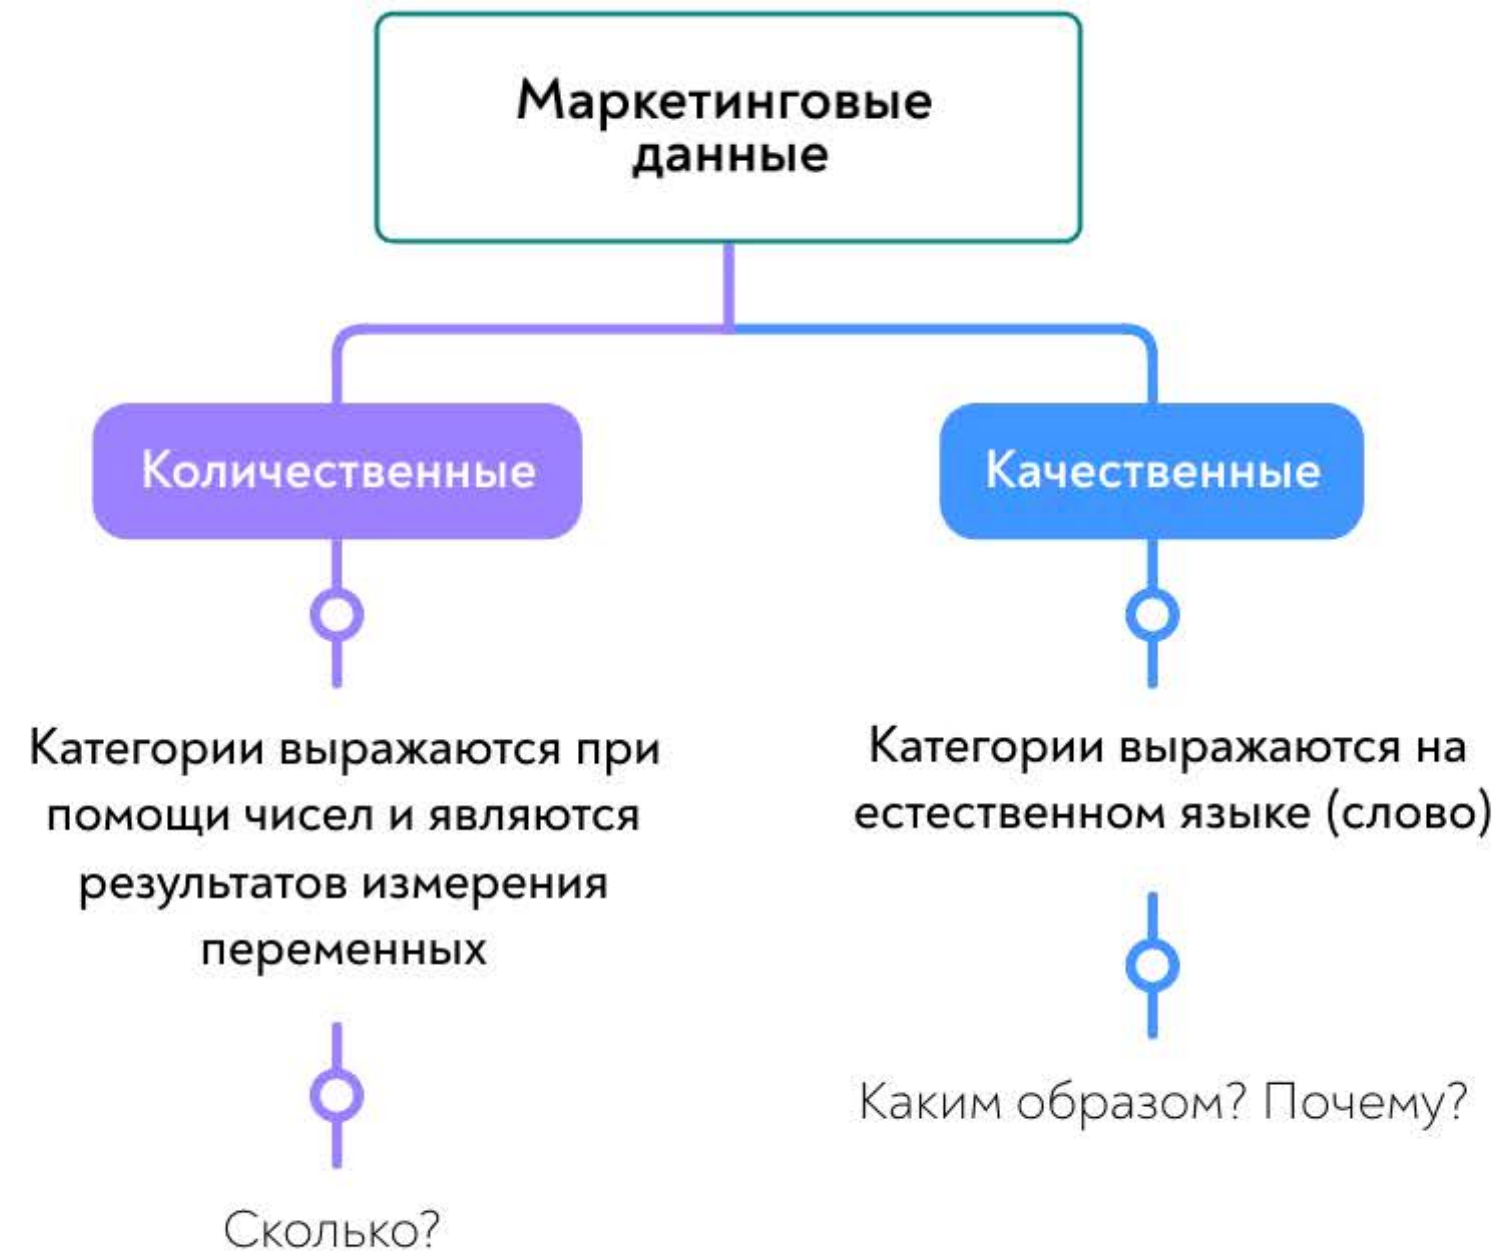 Маркетинговые
данные
Количественные
Категории выражаются при
помощи чисел и являются
результатов измерения
переменных
Сколько?
Качественные
Категории выражаются на
естественном языке (слово)
Каким образом? Почему?